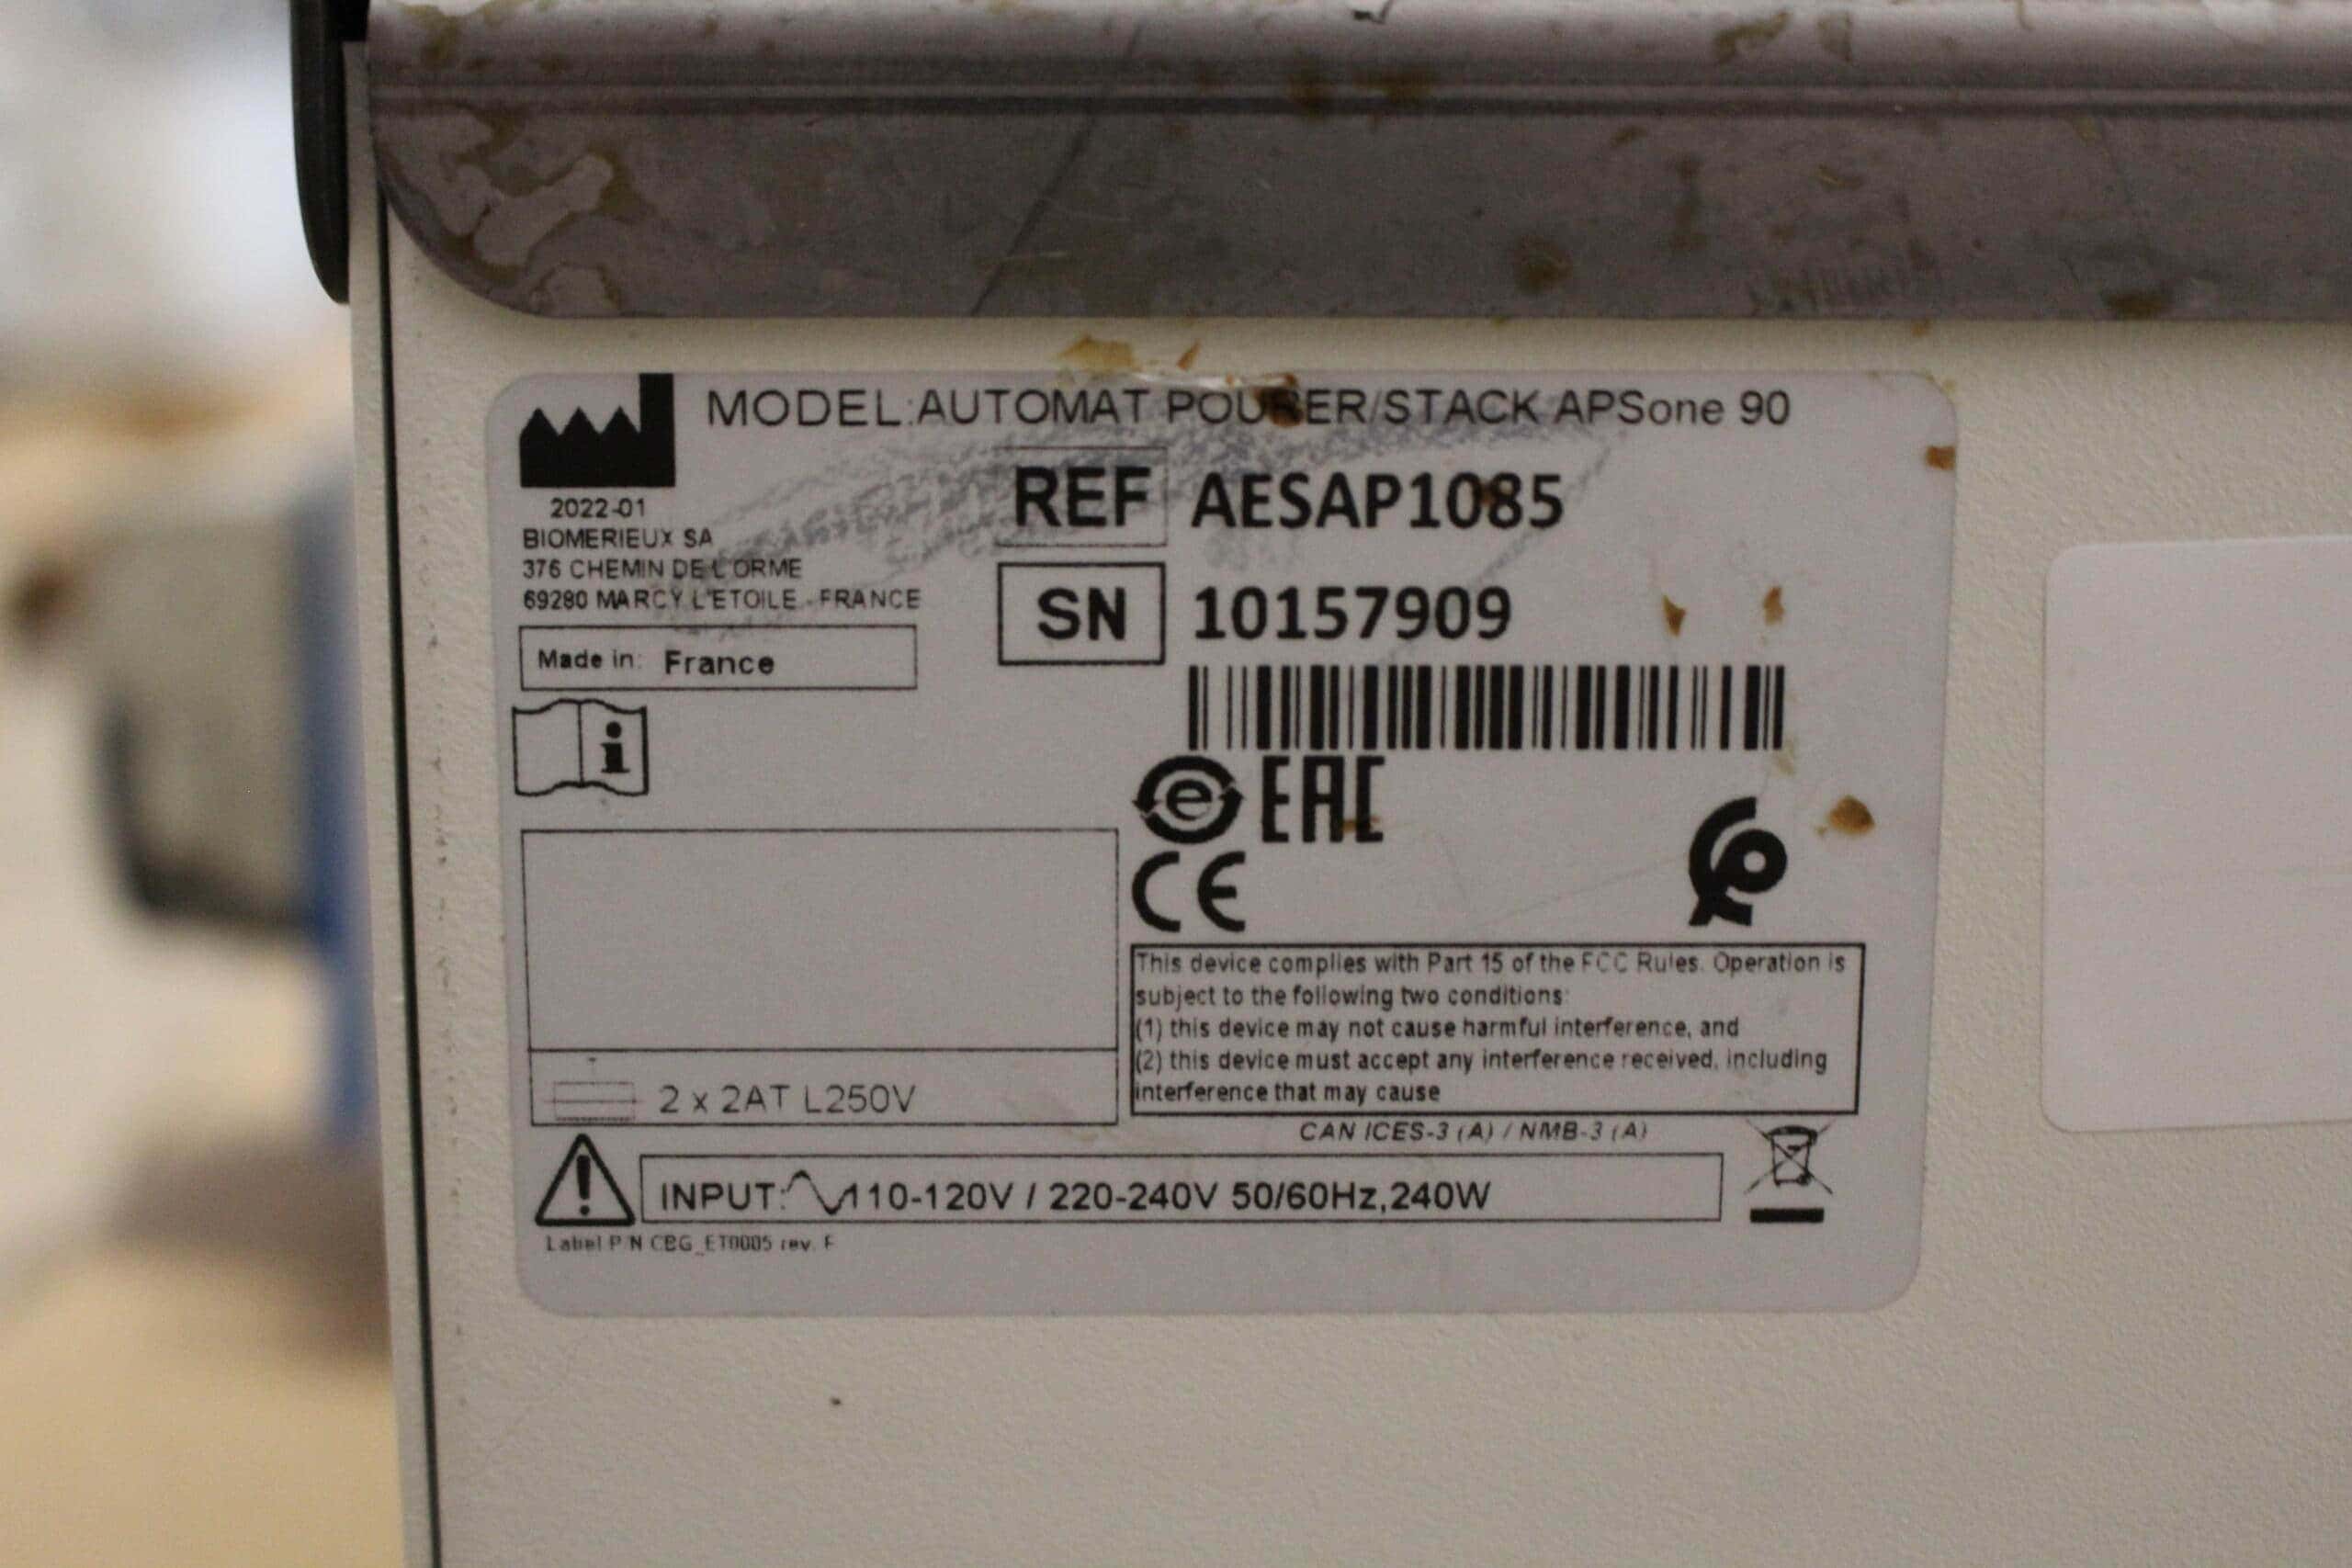 MODEL:AUTOMAT POURER/STACK APSone 90
2022-01
BIOMERIEUX SA
376 CHEMIN DE L'ORME
69280 MARCY L'ETOILE - FRANCE
REF AESAP1085
SN 10157909
Made in: France
i
e EAC
CE
This device complies with Part 15 of the FCC Rules. Operation is
subject to the following two conditions:
(1) this device may not cause harmful interference, and
(2) this device must accept any interference received, including
interference that may cause
2 x 2AT L250V
CAN ICES-3 (A) / NMB-3 (A)
INPUT: 110-120V / 220-240V 50/60Hz,240W
Label P/N CBG_ET0005 rev. F